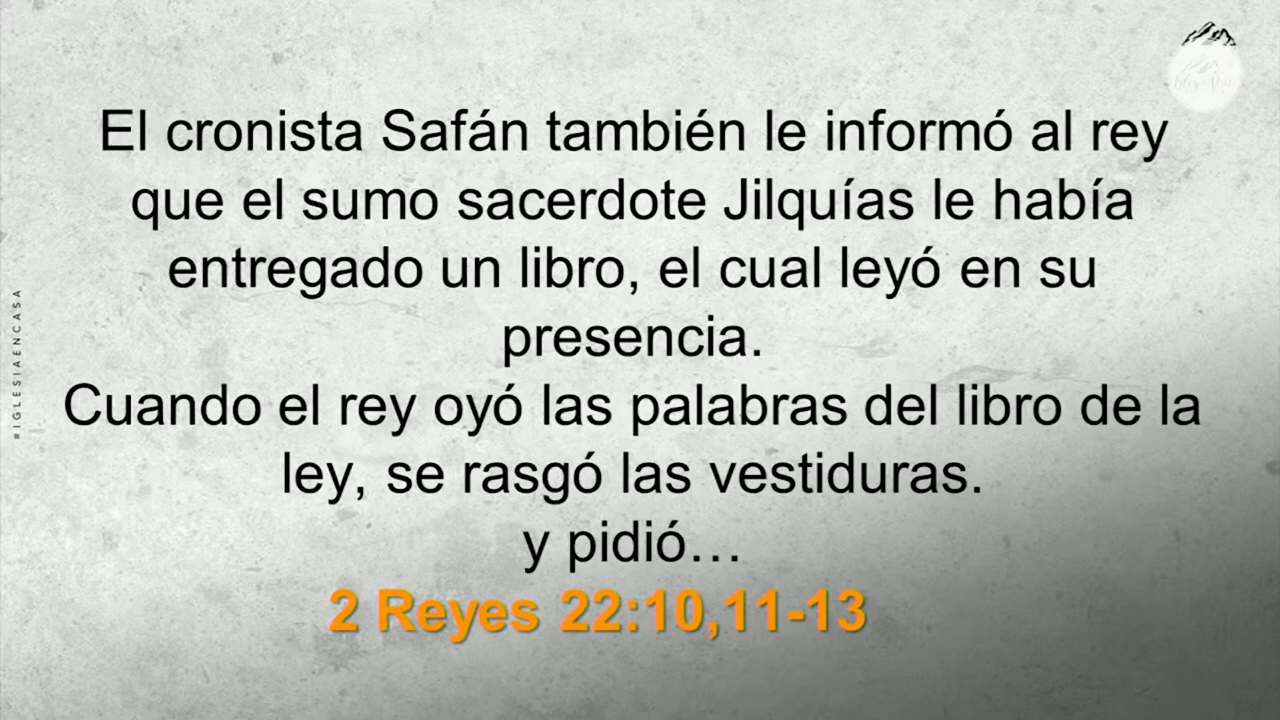 El cronista Safán también le informó al rey
que el sumo sacerdote Jilquías le había
entregado un libro, el cual leyó en su
presencia.
Cuando el rey oyó las palabras del libro de la
ley, se rasgó las vestiduras.
y pidió…
2 Reyes 22:10,11-13
#IGLESIAENCASA